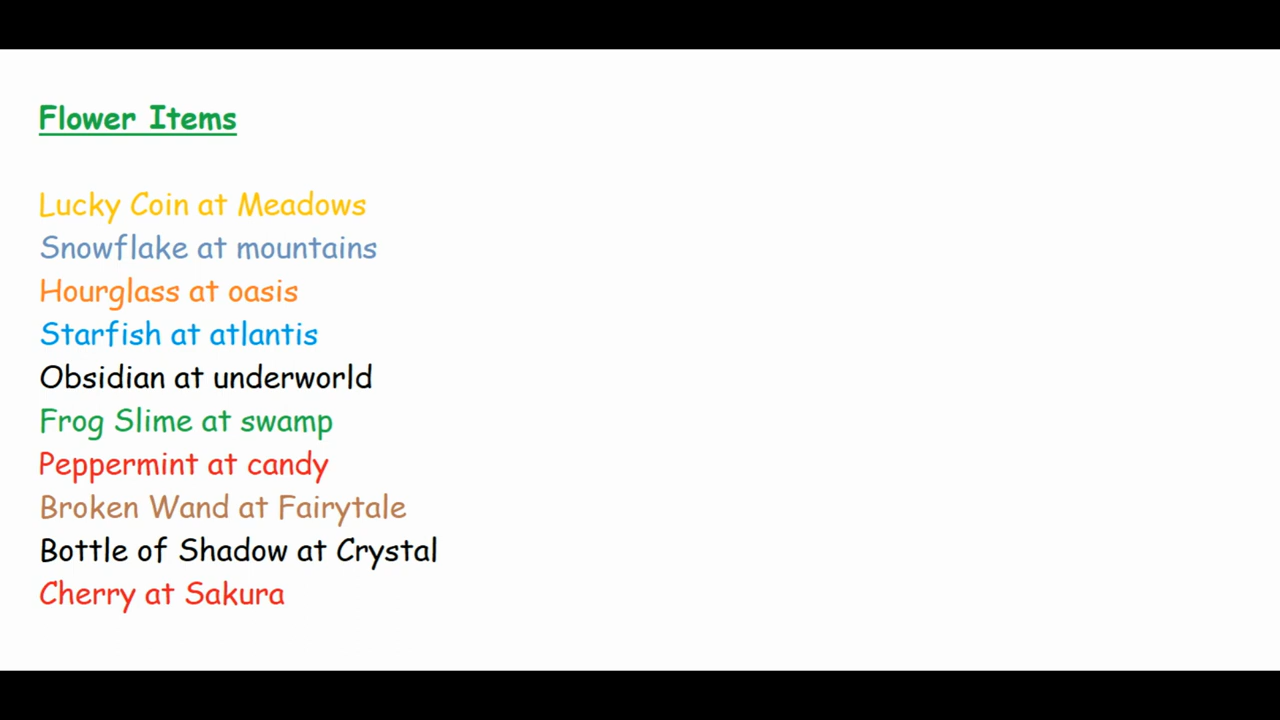 Flower Items
Lucky Coin at Meadows
Snowflake at mountains
Hourglass at oasis
Starfish at atlantis
Obsidian at underworld
Frog Slime at swamp
Peppermint at candy
Broken Wand at Fairytale
Bottle of Shadow at Crystal
Cherry at Sakura